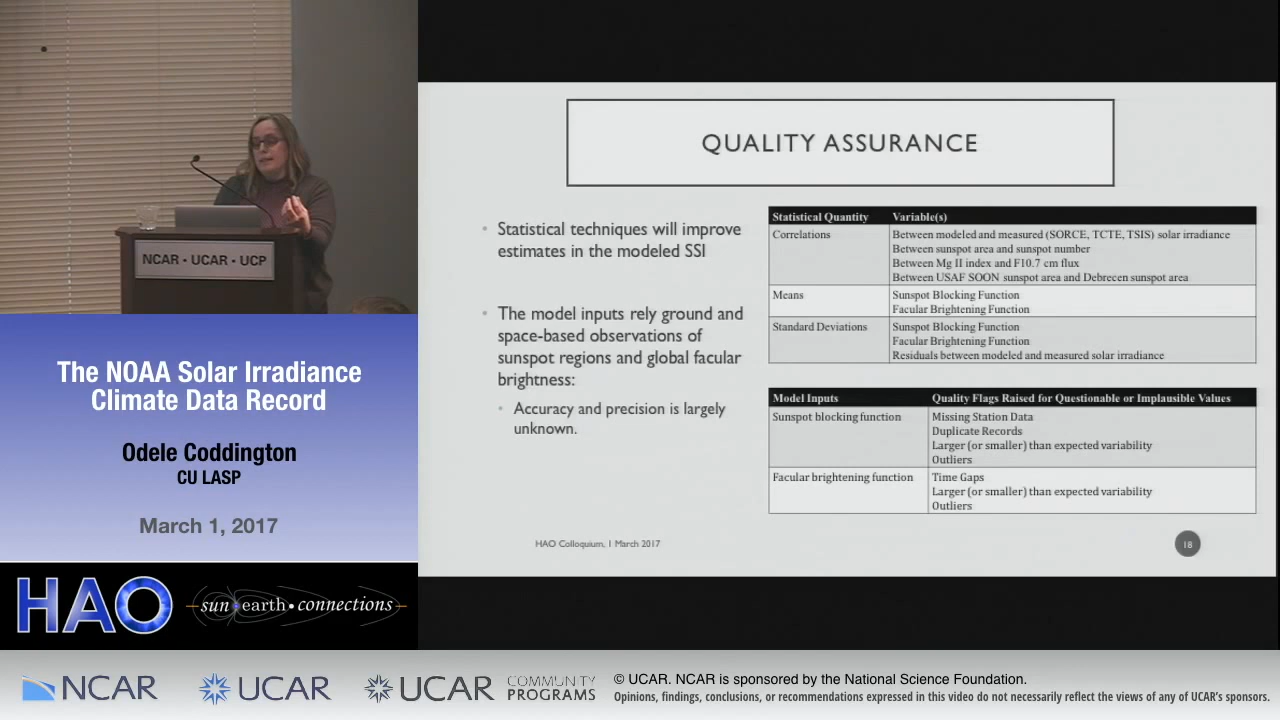 NCAR • UCAR • UCP
The NOAA Solar Irradiance
Climate Data Record
Odele Coddington
CU LASP
March 1, 2017
HAO
sun earth • connections
QUALITY ASSURANCE
• Statistical techniques will improve
estimates in the modeled SSI
• The model inputs rely ground and
space-based observations of
sunspot regions and global facular
brightness:
• Accuracy and precision is largely
unknown.
Statistical Quantity Variable(s)
Correlations Between modeled and measured (SORCE, TCTE, TSIS) solar irradiance
Between sunspot area and sunspot number
Between Mg II index and F10.7 cm flux
Between USAF SOON sunspot area and Debrecen sunspot area
Means Sunspot Blocking Function
Facular Brightening Function
Standard Deviations Sunspot Blocking Function
Facular Brightening Function
Residuals between modeled and measured solar irradiance
Model Inputs Quality Flags Raised for Questionable or Implausible Values
Sunspot blocking function Missing Station Data
Duplicate Records
Larger (or smaller) than expected variability
Outliers
Facular brightening function Time Gaps
Larger (or smaller) than expected variability
Outliers
HAO Colloquium, 1 March 2017
18
NCAR UCAR UCAR COMMUNITY
PROGRAMS
© UCAR. NCAR is sponsored by the National Science Foundation.
Opinions, findings, conclusions, or recommendations expressed in this video do not necessarily reflect the views of any of UCAR's sponsors.